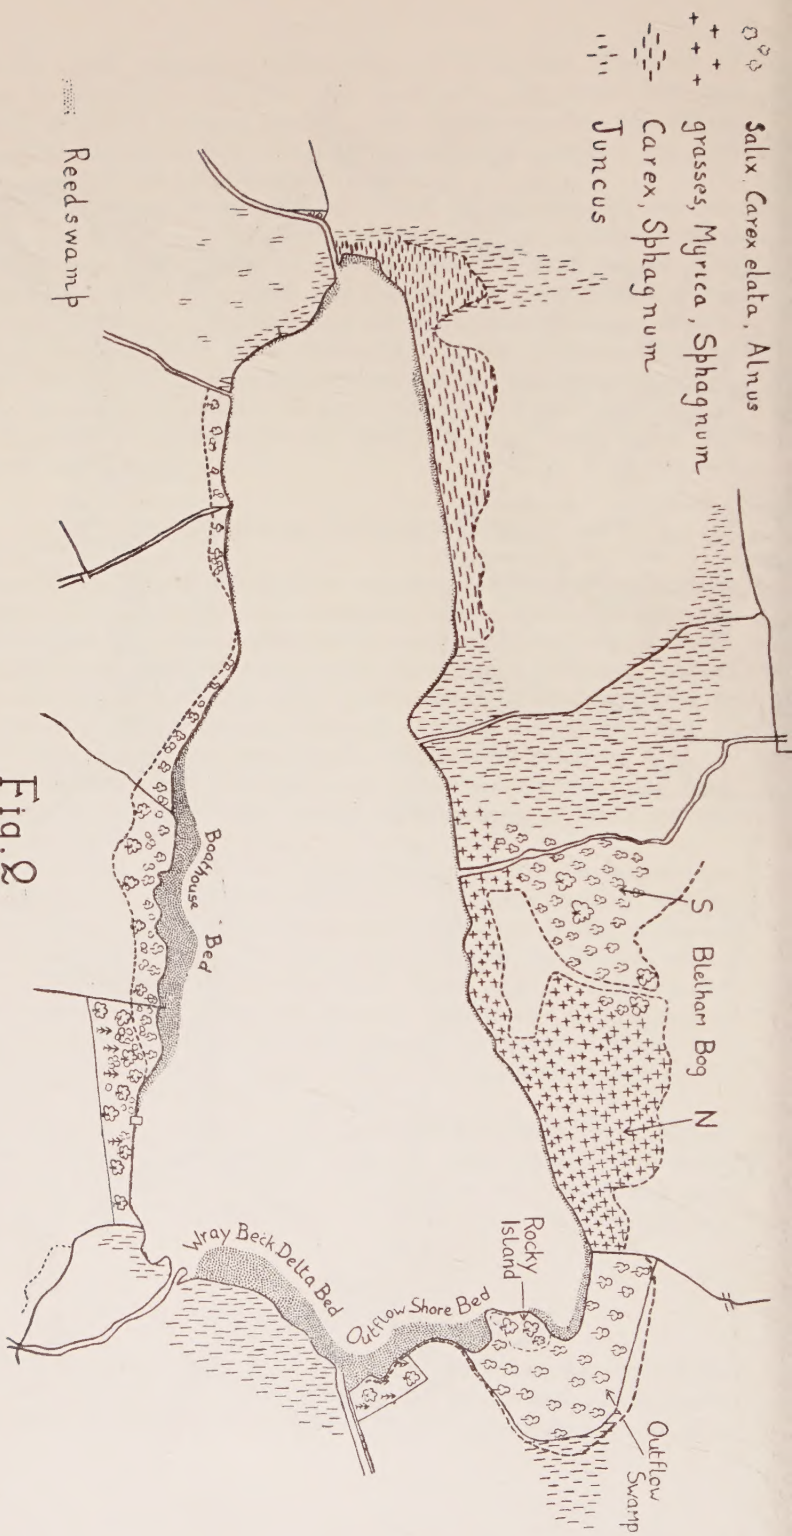 Salix, Carex elata, Alnus
grasses, Myrica, Sphagnum
Carex, Sphagnum
Juncus
Reedswamp
S Blelham Bog N
Rocky
Island
Outflow
Swamp
Outflow Shore Bed
Wray Beck Delta Bed
Boathouse Bed
Fig. 2